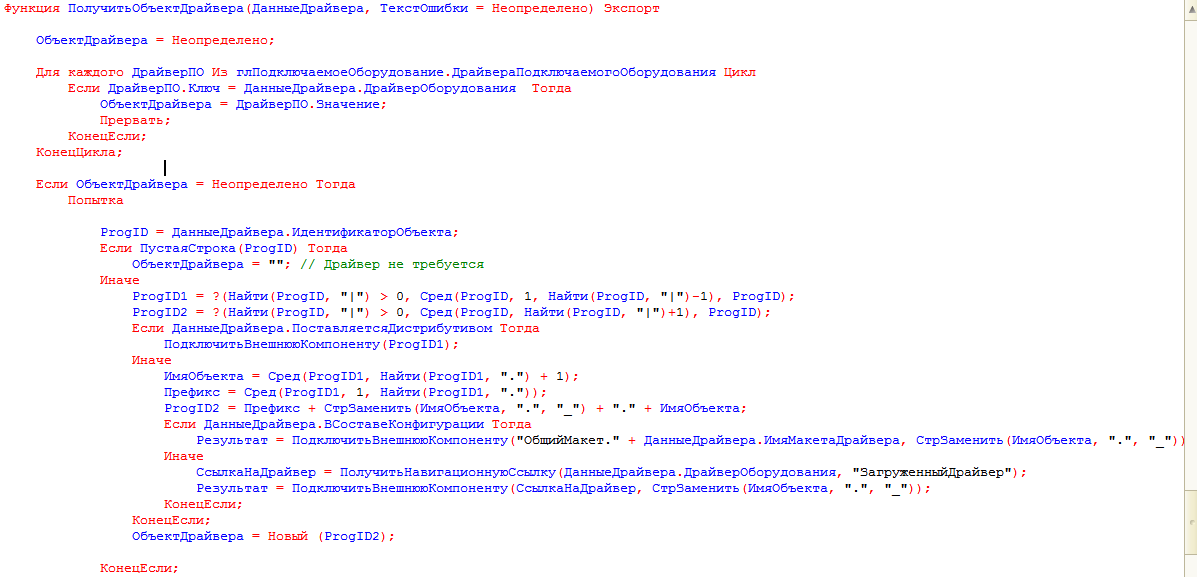 Функция ПолучитьОбъектДрайвера(ДанныеДрайвера, ТекстОшибки = Неопределено) Экспорт
ОбъектДрайвера = Неопределено;
Для каждого ДрайверПО Из глПодключаемоеОборудование.ДрайвераПодключаемогоОборудования Цикл
Если ДрайверПО.Ключ = ДанныеДрайвера.ДрайверОборудования  Тогда
ОбъектДрайвера = ДрайверПО.Значение;
Прервать;
КонецЕсли;
КонецЦикла;
Если ОбъектДрайвера = Неопределено Тогда
Попытка
ProgID = ДанныеДрайвера.ИдентификаторОбъекта;
Если ПустаяСтрока(ProgID) Тогда
ОбъектДрайвера = ""; // Драйвер не требуется
Иначе
ProgID1 = ?(Найти(ProgID, "|") > 0, Сред(ProgID, 1, Найти(ProgID, "|")-1), ProgID);
ProgID2 = ?(Найти(ProgID, "|") > 0, Сред(ProgID, Найти(ProgID, "|")+1), ProgID);
Если ДанныеДрайвера.ПоставляетсяДистрибутивом Тогда
ПодключитьВнешнююКомпоненту(ProgID1);
Иначе
ИмяОбъекта = Сред(ProgID1, Найти(ProgID1, ".") + 1);
Префикс = Сред(ProgID1, 1, Найти(ProgID1, "."));
ProgID2 = Префикс + СтрЗаменить(ИмяОбъекта, ".", "_") + "." + ИмяОбъекта;
Если ДанныеДрайвера.ВСоставеКонфигурации Тогда
Результат = ПодключитьВнешнююКомпоненту("ОбщийМакет." + ДанныеДрайвера.ИмяМакетаДрайвера, СтрЗаменить(ИмяОбъекта, ".", "_"))
Иначе
СсылкаНаДрайвер = ПолучитьНавигационнуюСсылку(ДанныеДрайвера.ДрайверОборудования, "ЗагруженныйДрайвер");
Результат = ПодключитьВнешнююКомпоненту(СсылкаНаДрайвер, СтрЗаменить(ИмяОбъекта, ".", "_"));
КонецЕсли;
КонецЕсли;
ОбъектДрайвера = Новый (ProgID2);
КонецЕсли;